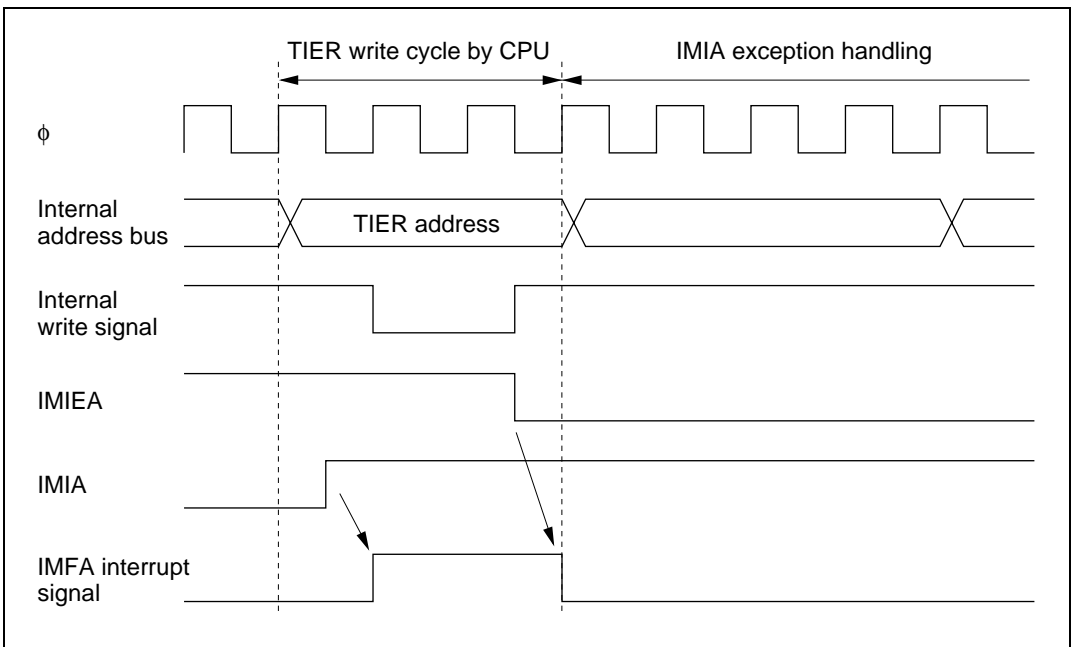 TIER write cycle by CPU
IMIA exception handling
ϕ
Internal
address bus
TIER address
Internal
write signal
IMIEA
IMIA
IMFA interrupt
signal